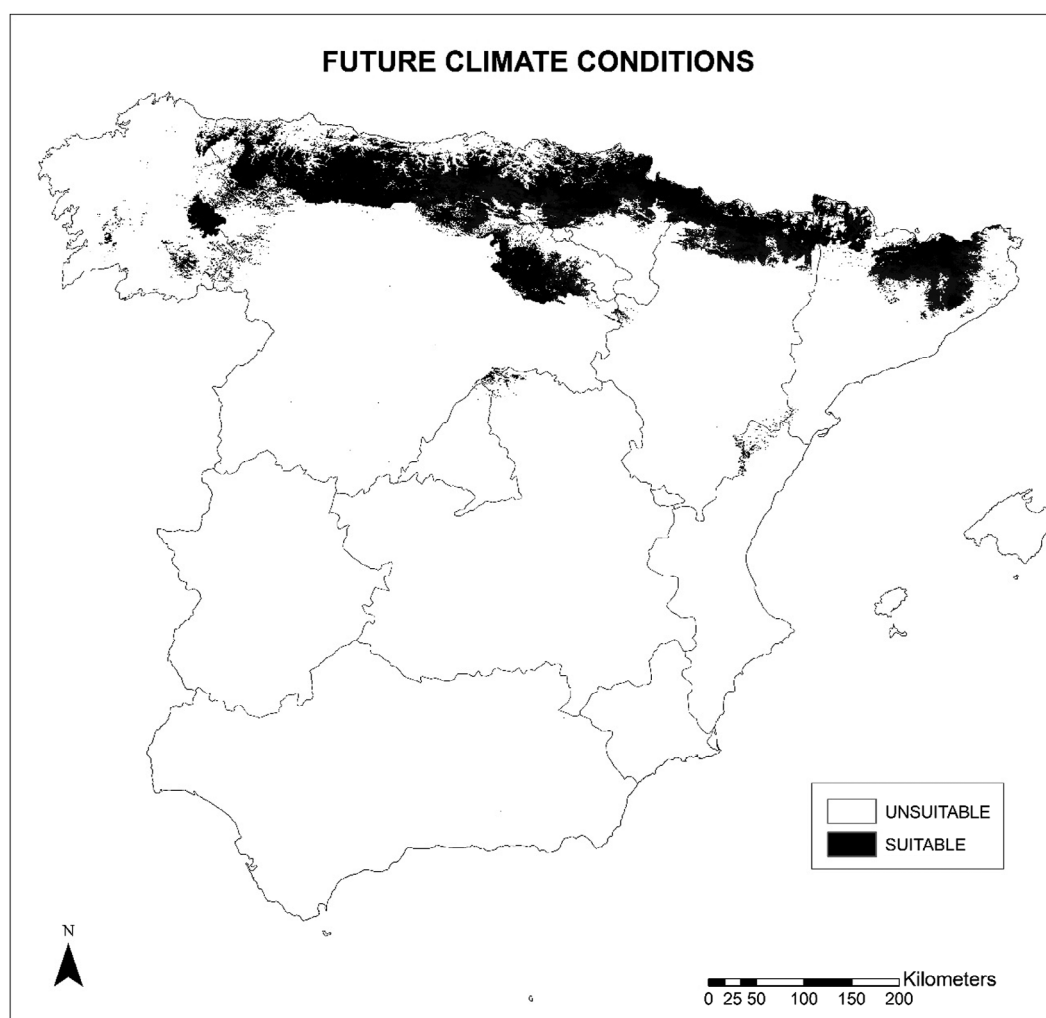 FUTURE CLIMATE CONDITIONS
UNSUITABLE
SUITABLE
N
Kilometers
0 25 50 100 150 200